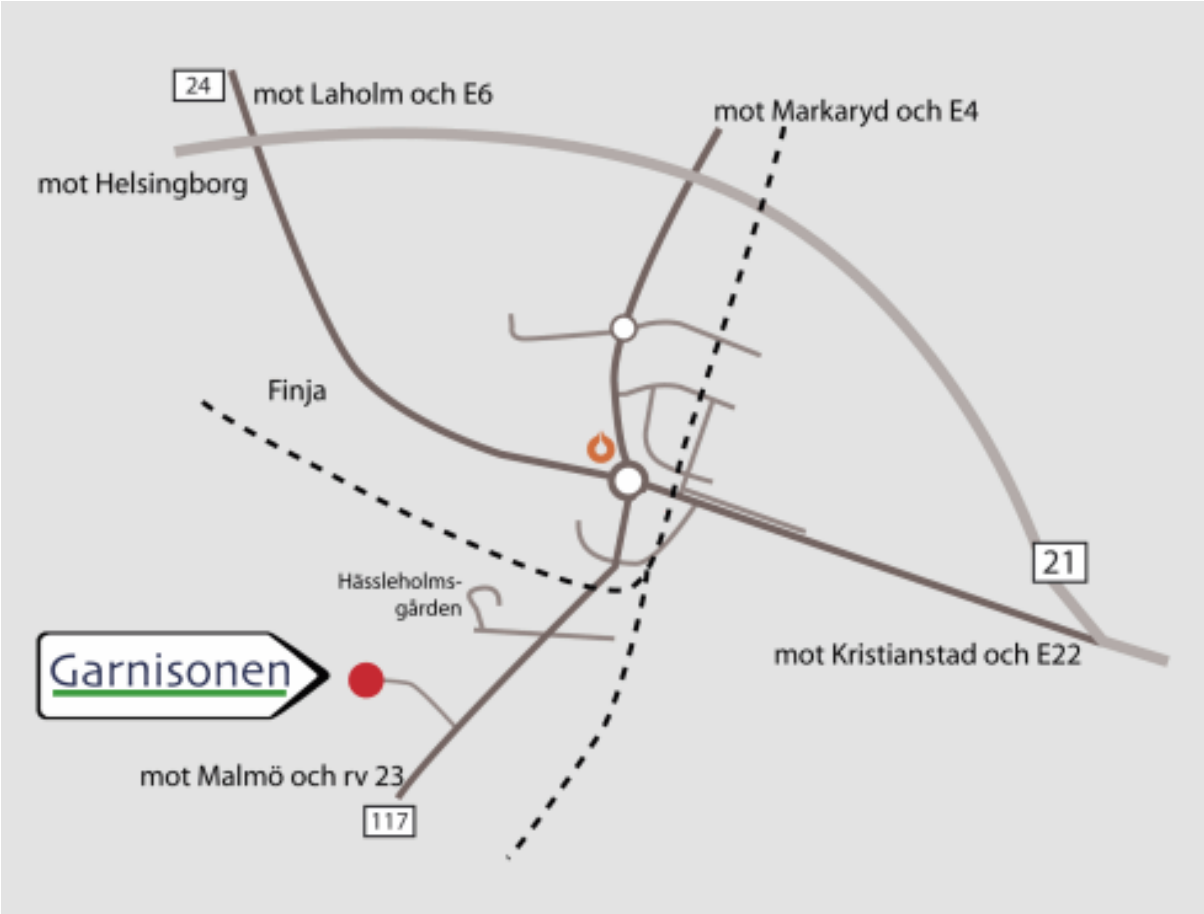 24
mot Laholm och E6
mot Markaryd och E4
mot Helsingborg
Finja
21
Hässleholms-
gården
mot Kristianstad och E22
Garnisonen
mot Malmö och rv 23
117